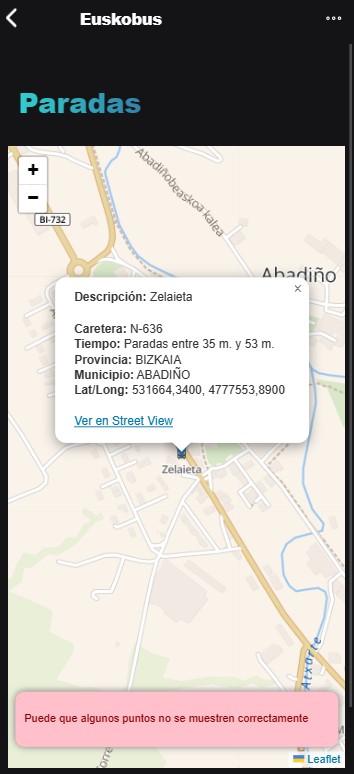 Euskobus
Paradas
+
−
Abadiñobeaskoa kalea
BI-732
Abadiño
×
Descripción: Zelaieta
Caretera: N-636
Tiempo: Paradas entre 35 m. y 53 m.
Provincia: BIZKAIA
Municipio: ABADIÑO
Lat/Long: 531664,3400, 4777553,8900
Ver en Street View
Zelaieta
Atxarte
Puede que algunos puntos no se muestren correctamente
Leaflet